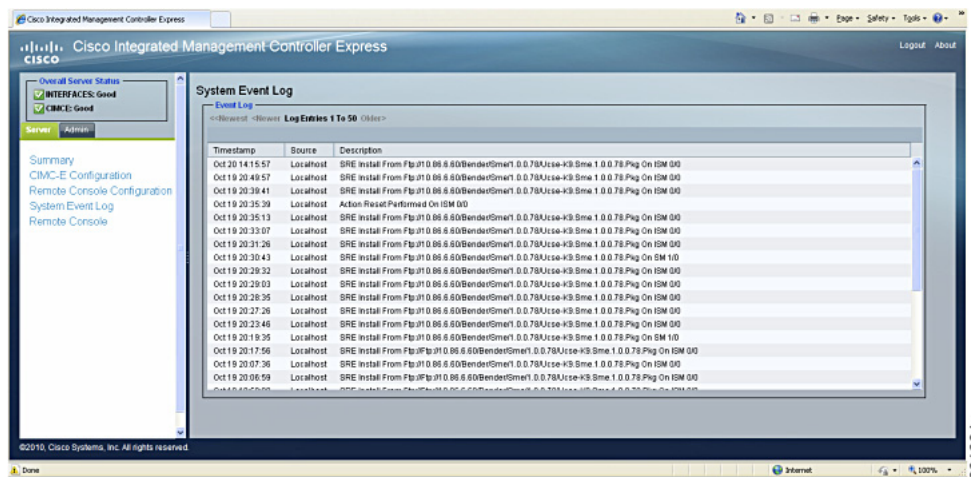 Cisco Integrated Management Controller Express
Page Safety Tools
CISCO Cisco Integrated Management Controller Express
Logout About
Overall Server Status
INTERFACES: Good
CIMCE: Good
Server Admin
Summary
CIMC-E Configuration
Remote Console Configuration
System Event Log
Remote Console
System Event Log
Event Log
<<Newest <Newer Log Entries 1 To 50 Older>
Timestamp Source Description
Oct 20 14:15:57 Localhost SRE Install From Ftp://10.86.6.60/Bender/Sme/1.0.0.78/Ucse-K9.Sme.1.0.0.78.Pkg On ISM 0/0
Oct 19 20:49:57 Localhost SRE Install From Ftp://10.86.6.60/Bender/Sme/1.0.0.78/Ucse-K9.Sme.1.0.0.78.Pkg On ISM 0/0
Oct 19 20:39:41 Localhost SRE Install From Ftp://10.86.6.60/Bender/Sme/1.0.0.78/Ucse-K9.Sme.1.0.0.78.Pkg On ISM 0/0
Oct 19 20:35:39 Localhost Action Reset Performed On ISM 0/0
Oct 19 20:35:13 Localhost SRE Install From Ftp://10.86.6.60/Bender/Sme/1.0.0.78/Ucse-K9.Sme.1.0.0.78.Pkg On ISM 0/0
Oct 19 20:33:07 Localhost SRE Install From Ftp://10.86.6.60/Bender/Sme/1.0.0.78/Ucse-K9.Sme.1.0.0.78.Pkg On ISM 0/0
Oct 19 20:31:26 Localhost SRE Install From Ftp://10.86.6.60/Bender/Sme/1.0.0.78/Ucse-K9.Sme.1.0.0.78.Pkg On ISM 0/0
Oct 19 20:30:43 Localhost SRE Install From Ftp://10.86.6.60/Bender/Sme/1.0.0.78/Ucse-K9.Sme.1.0.0.78.Pkg On SM 1/0
Oct 19 20:29:32 Localhost SRE Install From Ftp://10.86.6.60/Bender/Sme/1.0.0.78/Ucse-K9.Sme.1.0.0.78.Pkg On ISM 0/0
Oct 19 20:29:03 Localhost SRE Install From Ftp://10.86.6.60/Bender/Sme/1.0.0.78/Ucse-K9.Sme.1.0.0.78.Pkg On ISM 0/0
Oct 19 20:28:35 Localhost SRE Install From Ftp://10.86.6.60/Bender/Sme/1.0.0.78/Ucse-K9.Sme.1.0.0.78.Pkg On ISM 0/0
Oct 19 20:27:26 Localhost SRE Install From Ftp://10.86.6.60/Bender/Sme/1.0.0.78/Ucse-K9.Sme.1.0.0.78.Pkg On ISM 0/0
Oct 19 20:23:46 Localhost SRE Install From Ftp://10.86.6.60/Bender/Sme/1.0.0.78/Ucse-K9.Sme.1.0.0.78.Pkg On ISM 0/0
Oct 19 20:19:35 Localhost SRE Install From Ftp://10.86.6.60/Bender/Sme/1.0.0.78/Ucse-K9.Sme.1.0.0.78.Pkg On SM 1/0
Oct 19 20:17:56 Localhost SRE Install From Ftp://Ftp://10.86.6.60/Bender/Sme/1.0.0.78/Ucse-K9.Sme.1.0.0.78.Pkg On ISM 0/0
Oct 19 20:07:36 Localhost SRE Install From Ftp://10.86.6.60/Bender/Sme/1.0.0.78/Ucse-K9.Sme.1.0.0.78.Pkg On ISM 0/0
Oct 19 20:06:59 Localhost SRE Install From Ftp://Ftp://10.86.6.60/Bender/Sme/1.0.0.78/Ucse-K9.Sme.1.0.0.78.Pkg On ISM 0/0
©2010, Cisco Systems, Inc. All rights reserved.
Done Internet 100%